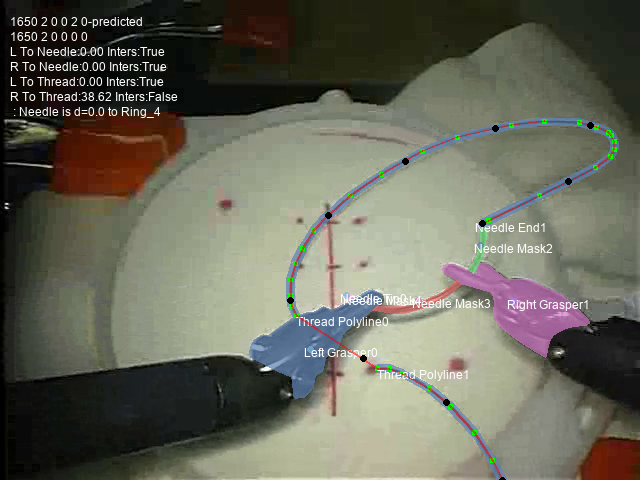 1650 2 0 0 2 0-predicted
1650 2 0 0 0 0
L To Needle:0.00 Inters:True
R To Needle:0.00 Inters:True
L To Thread:0.00 Inters:True
R To Thread:38.62 Inters:False
: Needle is d=0.0 to Ring_4
Needle End1
Needle Mask2
Needle Mask3
Right Grasper1
Thread Polyline0
Left Grasper0
Thread Polyline1